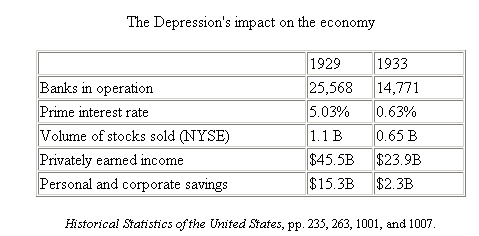 The Depression's impact on the economy
1929 1933
Banks in operation 25,568 14,771
Prime interest rate 5.03% 0.63%
Volume of stocks sold (NYSE) 1.1 B 0.65 B
Privately earned income $45.5B $23.9B
Personal and corporate savings $15.3B $2.3B
Historical Statistics of the United States, pp. 235, 263, 1001, and 1007.